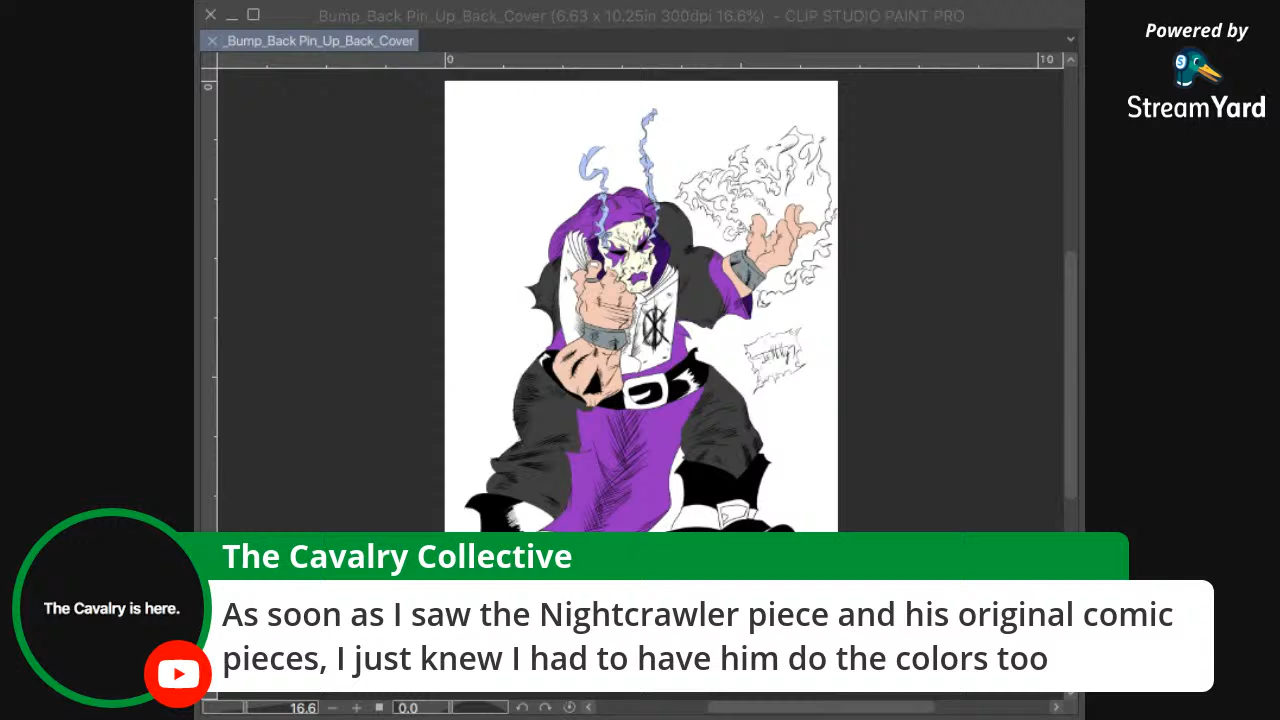 _Bump_Back Pin_Up_Back_Cover (6.63 x 10.25in 300dpi 16.6%) - CLIP STUDIO PAINT PRO
_Bump_Back Pin_Up_Back_Cover
0
10
0
Powered by
StreamYard
The Cavalry Collective
The Cavalry is here.
As soon as I saw the Nightcrawler piece and his original comic
pieces, I just knew I had to have him do the colors too
16.6
0.0